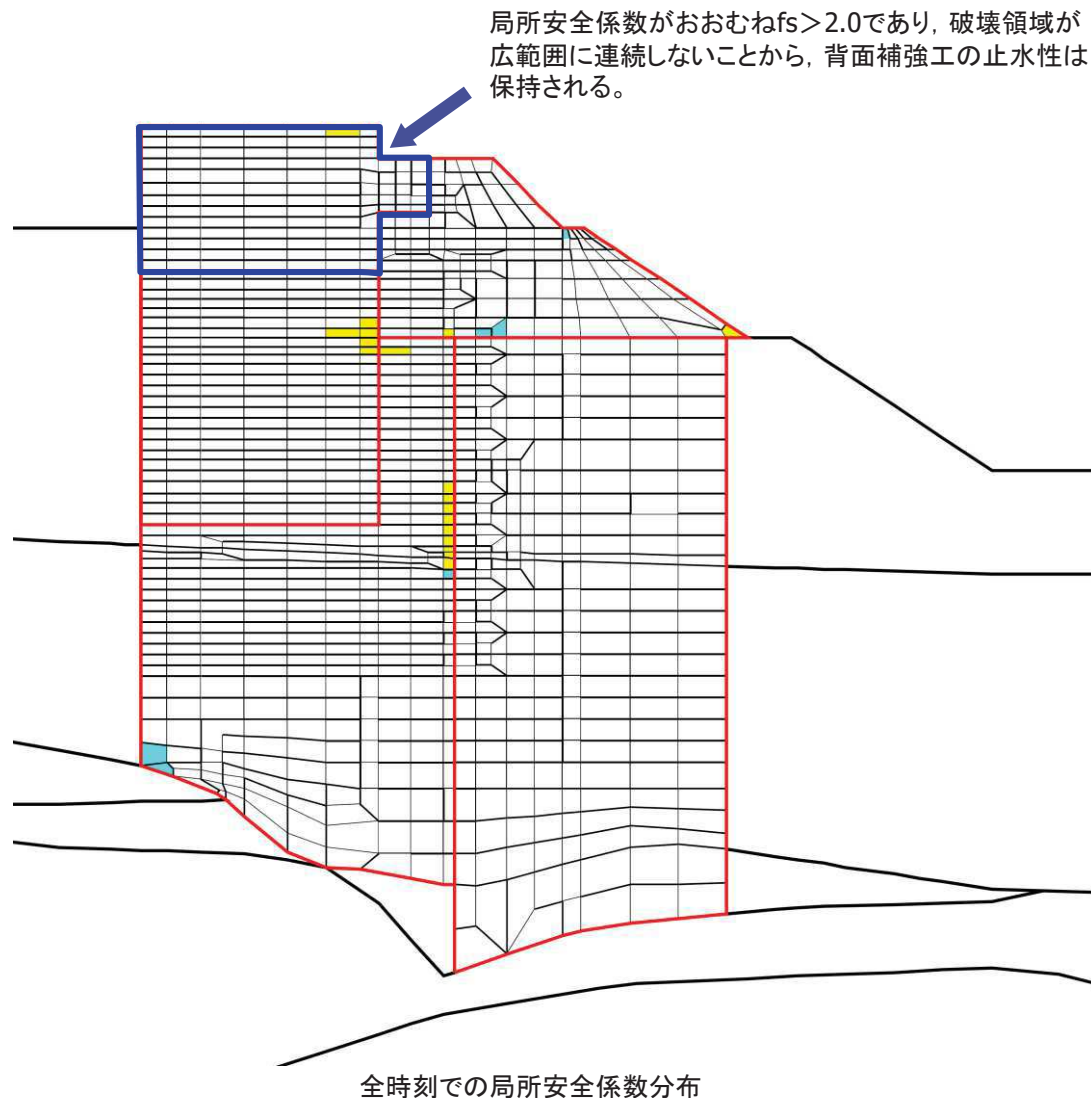 局所安全係数がおおむねfs＞2.0であり, 破壊領域が
広範囲に連続しないことから, 背面補強工の止水性は
保持される。
全時刻での局所安全係数分布